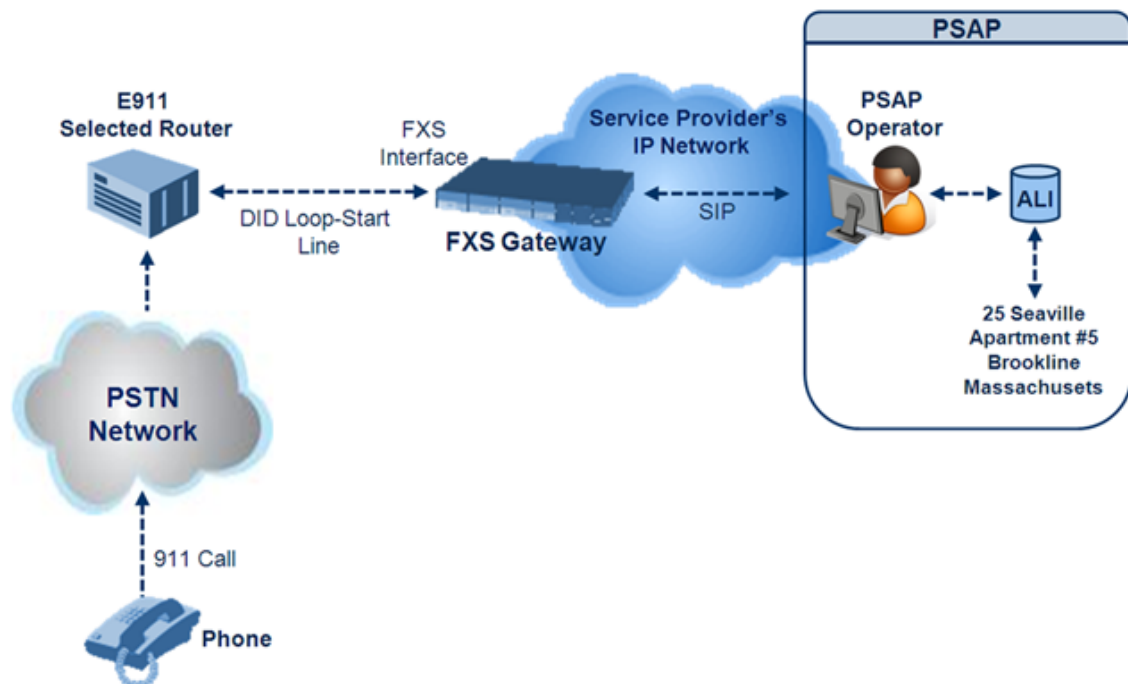 PSAP
E911
Selected Router
FXS
Interface
Service Provider's
IP Network
PSAP
Operator
DID Loop-Start
Line
FXS Gateway
SIP
ALI
25 Seaville
Apartment #5
Brookline
Massachusets
PSTN
Network
911 Call
Phone